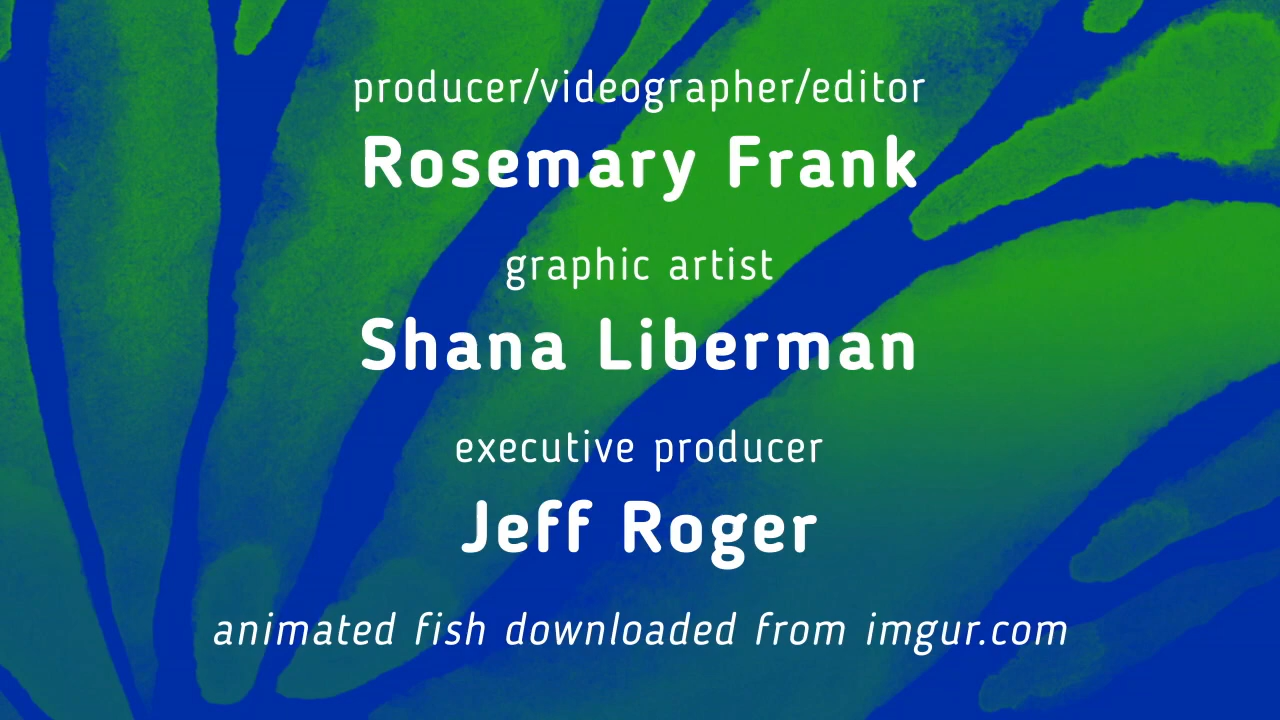 producer/videographer/editor
Rosemary Frank
graphic artist
Shana Liberman
executive producer
Jeff Roger
animated fish downloaded from imgur.com